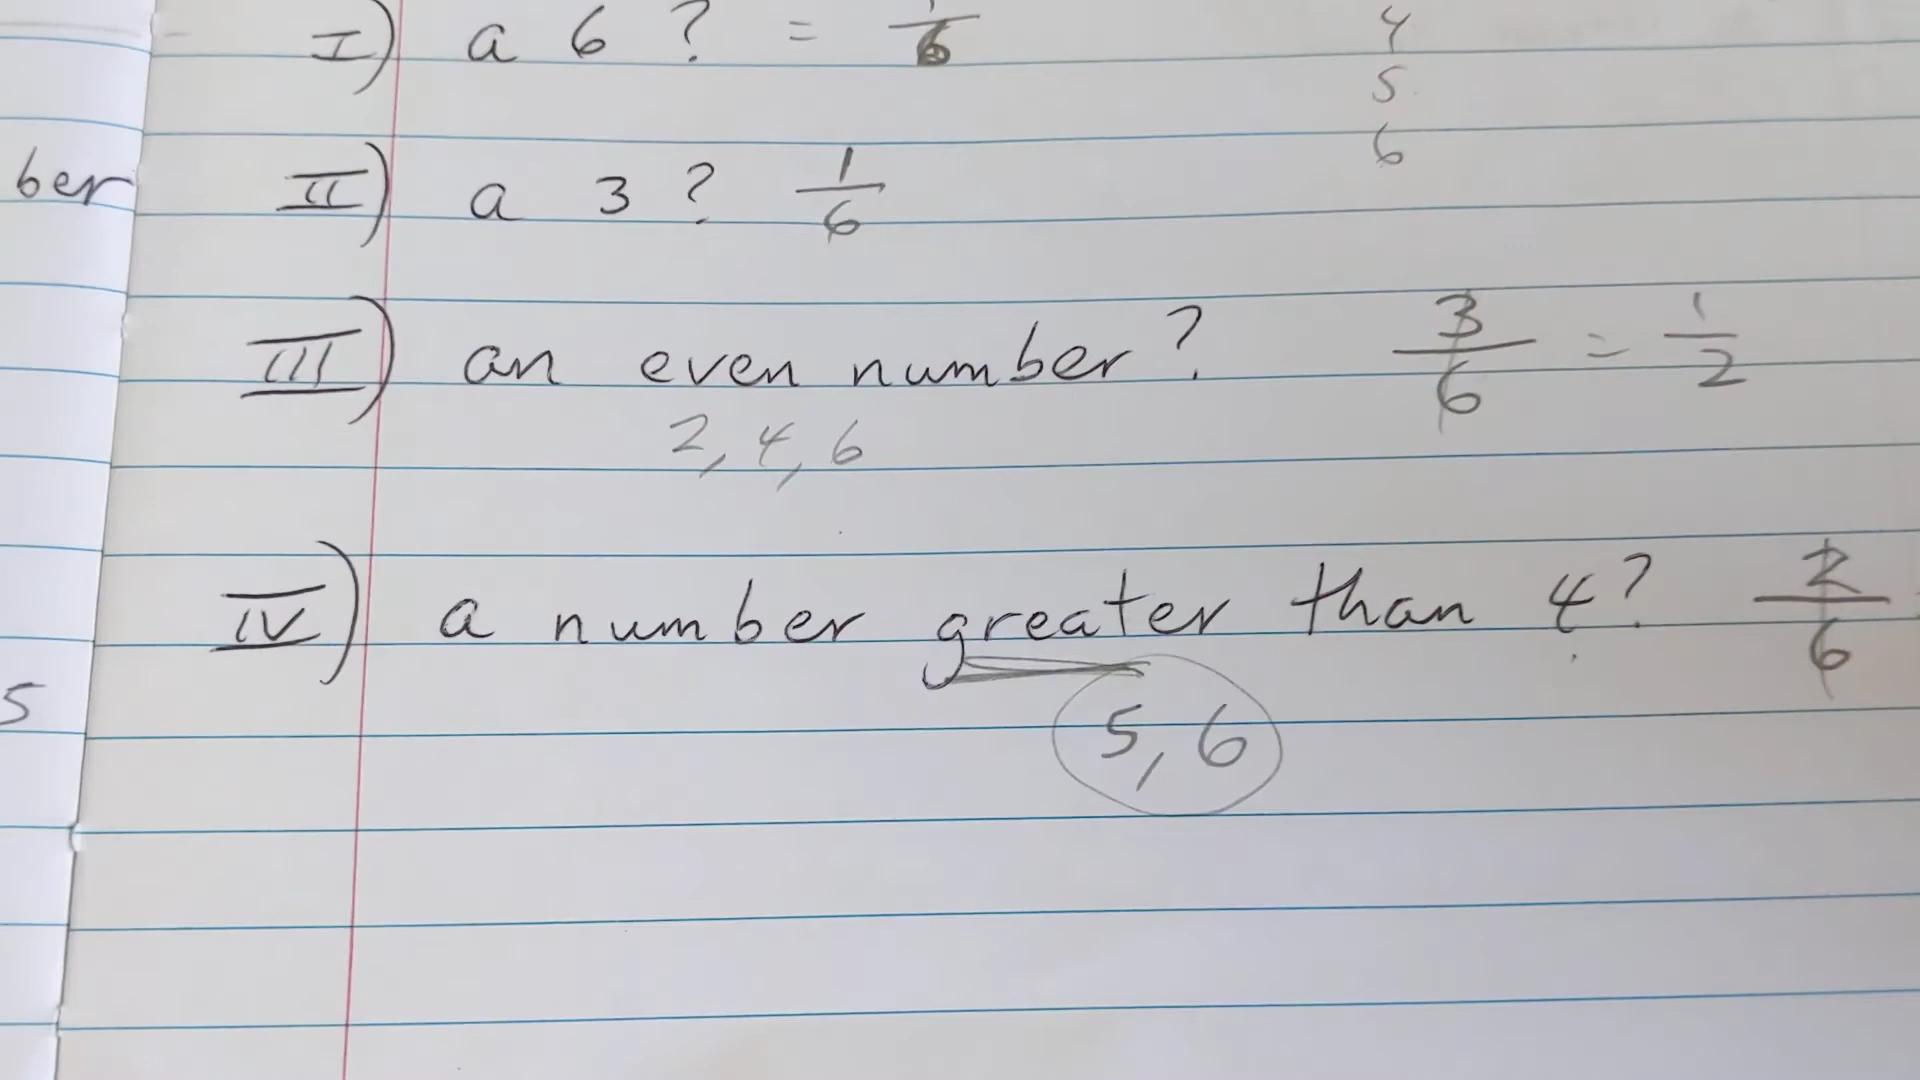 I) a 6 ? = 1/6
4
5
6
ber
II) a 3 ? 1/6
III) an even number ? 3/6 = 1/2
2, 4, 6
IV) a number greater than 4 ? 2/6
5
5, 6